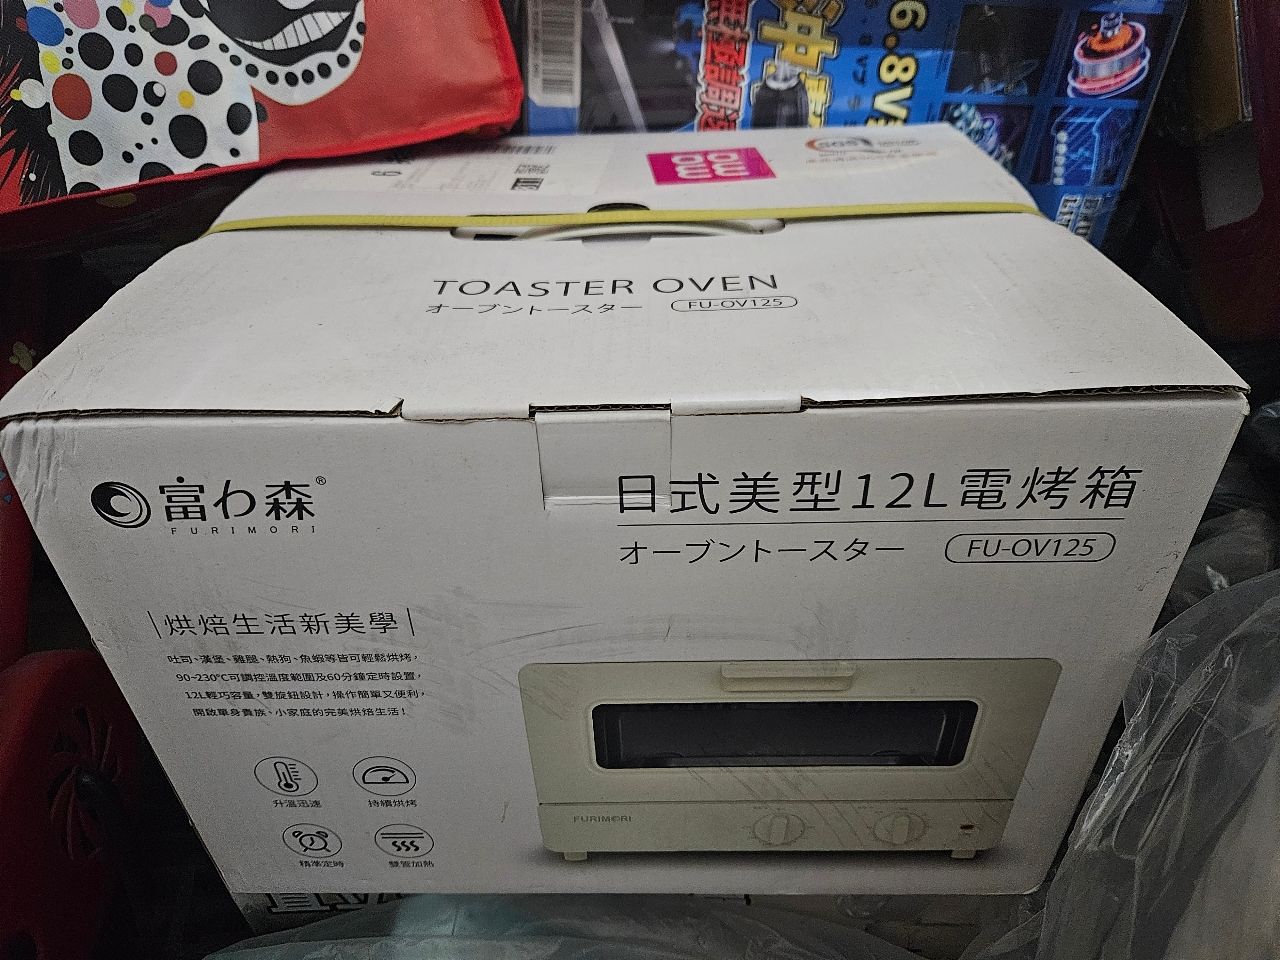 6.8V
SGS
TOASTER OVEN
オーブントースター FU-OV125
富わ森®
FURIMORI
日式美型12L電烤箱
オーブントースター FU-OV125
烘焙生活新美學
吐司、漢堡、雞腿、熱狗、魚蝦等皆可輕鬆烘烤，
90~230℃可調控溫度範圍及60分鐘定時設置，
12L輕巧容量，雙旋鈕設計，操作簡單又便利，
開啟單身貴族、小家庭的完美烘焙生活！
升溫迅速
持續烘烤
精準定時
雙管加熱
FURIMORI